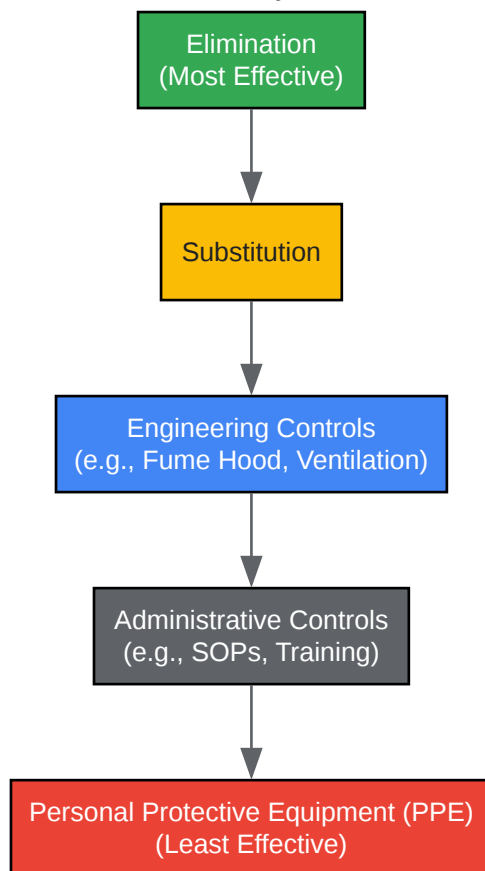 Elimination
(Most Effective)
Substitution
Engineering Controls
(e.g., Fume Hood, Ventilation)
Administrative Controls
(e.g., SOPs, Training)
Personal Protective Equipment (PPE)
(Least Effective)